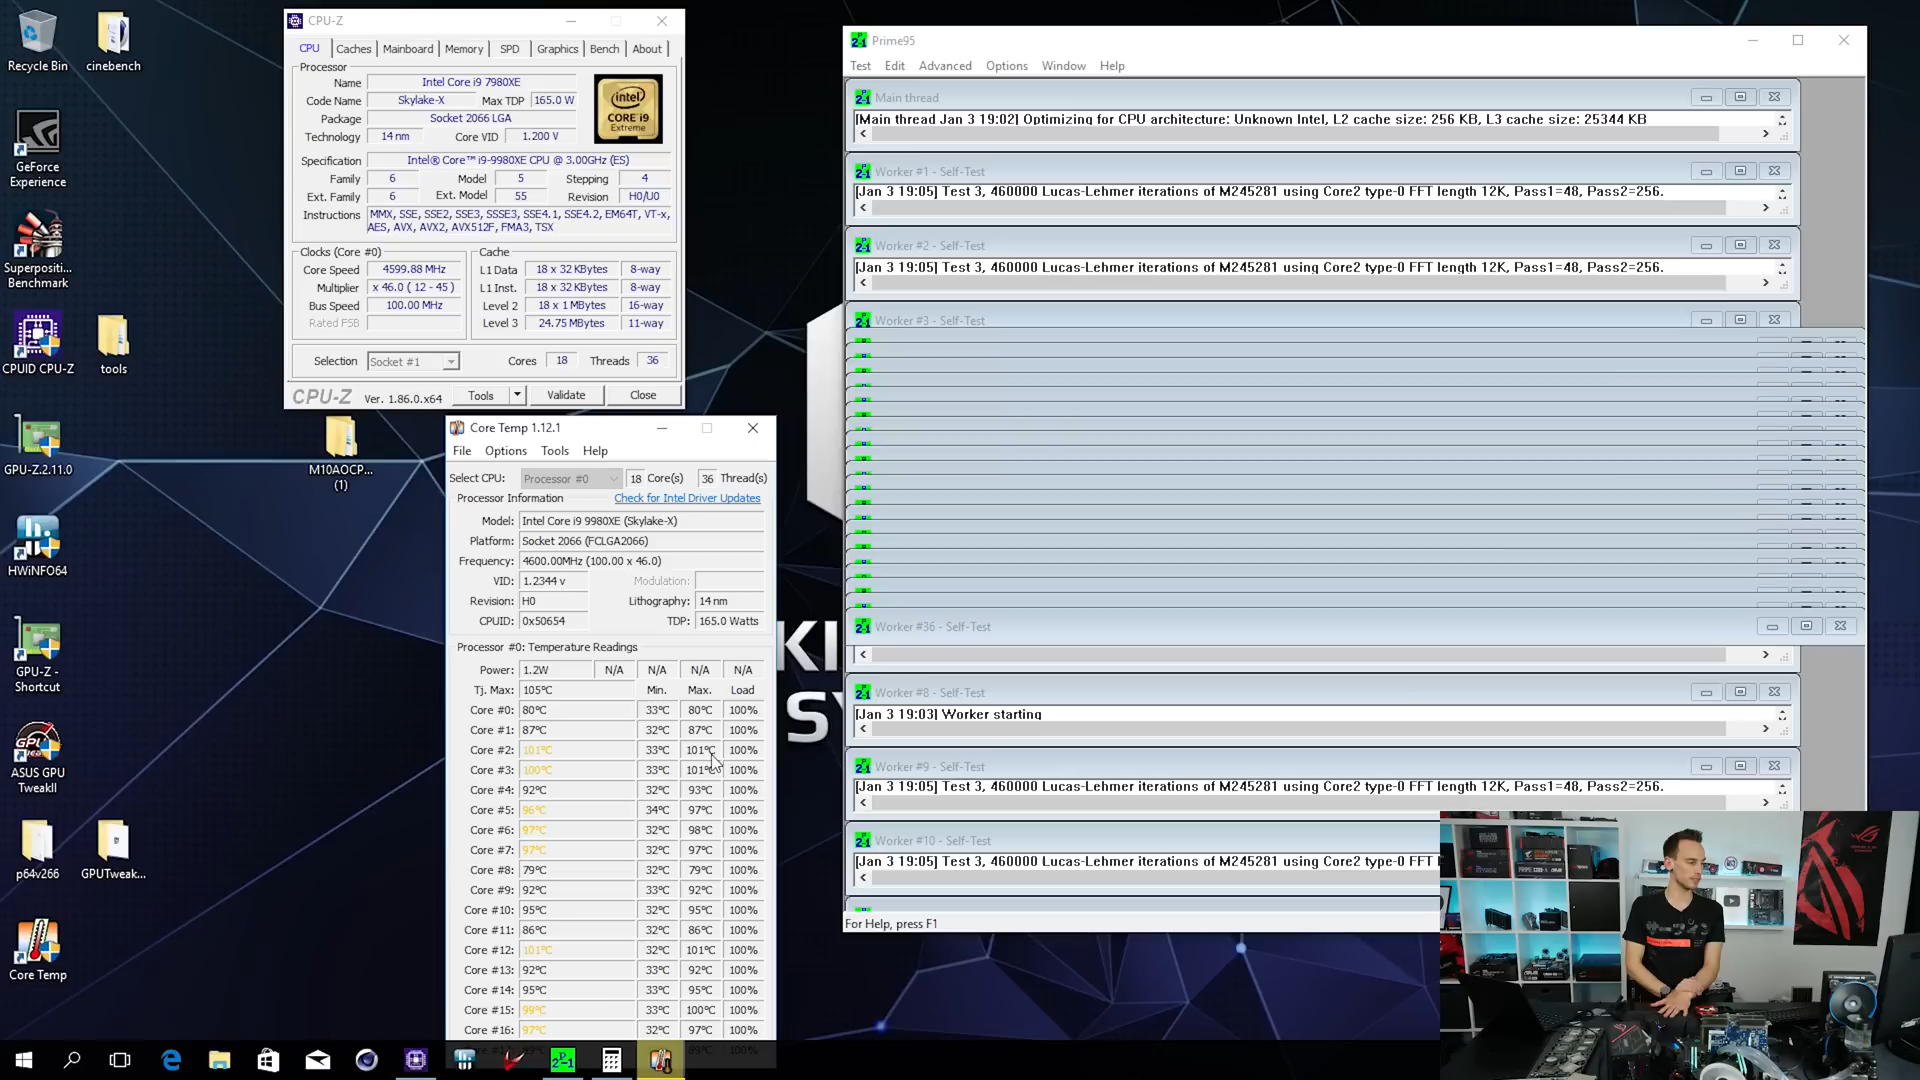 Recycle Bin
cinebench
GeForce
Experience
Superpositi...
Benchmark
CPUID CPU-Z
tools
GPU-Z.2.11.0
M10AOCP...
(1)
HWiNFO64
GPU-Z -
Shortcut
ASUS GPU
TweakII
p64v266
GPUTweak...
Core Temp
CPU-Z
CPU Caches Mainboard Memory SPD Graphics Bench About
Processor
Name Intel Core i9 7980XE
Code Name Skylake-X Max TDP 165.0 W
Package Socket 2066 LGA
Technology 14 nm Core VID 1.200 V
intel
CORE i9
Extreme
Specification Intel® Core™ i9-9980XE CPU @ 3.00GHz (ES)
Family 6 Model 5 Stepping 4
Ext. Family 6 Ext. Model 55 Revision H0/U0
Instructions MMX, SSE, SSE2, SSE3, SSSE3, SSE4.1, SSE4.2, EM64T, VT-x,
AES, AVX, AVX2, AVX512F, FMA3, TSX
Clocks (Core #0)
Core Speed 4599.88 MHz
Multiplier x 46.0 ( 12 - 45 )
Bus Speed 100.00 MHz
Rated FSB
Cache
L1 Data 18 x 32 KBytes 8-way
L1 Inst. 18 x 32 KBytes 8-way
Level 2 18 x 1 MBytes 16-way
Level 3 24.75 MBytes 11-way
Selection Socket #1 Cores 18 Threads 36
CPU-Z Ver. 1.86.0.x64 Tools Validate Close
Core Temp 1.12.1
File Options Tools Help
Select CPU: Processor #0 18 Core(s) 36 Thread(s)
Processor Information Check for Intel Driver Updates
Model: Intel Core i9 9980XE (Skylake-X)
Platform: Socket 2066 (FCLGA2066)
Frequency: 4600.00MHz (100.00 x 46.0)
VID: 1.2344 v Modulation:
Revision: H0 Lithography: 14 nm
CPUID: 0x50654 TDP: 165.0 Watts
Processor #0: Temperature Readings
Power: 1.2W N/A N/A N/A N/A
Tj. Max: 105°C Min. Max. Load
Core #0: 80°C 33°C 80°C 100%
Core #1: 87°C 32°C 87°C 100%
Core #2: 101°C 33°C 101°C 100%
Core #3: 100°C 33°C 101°C 100%
Core #4: 92°C 32°C 93°C 100%
Core #5: 96°C 34°C 97°C 100%
Core #6: 97°C 32°C 98°C 100%
Core #7: 97°C 32°C 97°C 100%
Core #8: 79°C 32°C 79°C 100%
Core #9: 92°C 33°C 92°C 100%
Core #10: 95°C 32°C 95°C 100%
Core #11: 86°C 32°C 86°C 100%
Core #12: 101°C 32°C 101°C 100%
Core #13: 92°C 33°C 92°C 100%
Core #14: 95°C 33°C 95°C 100%
Core #15: 99°C 33°C 100°C 100%
Core #16: 97°C 32°C 97°C 100%
Prime95
Test Edit Advanced Options Window Help
Main thread
[Main thread Jan 3 19:02] Optimizing for CPU architecture: Unknown Intel, L2 cache size: 256 KB, L3 cache size: 25344 KB
Worker #1 - Self-Test
[Jan 3 19:05] Test 3, 460000 Lucas-Lehmer iterations of M245281 using Core2 type-0 FFT length 12K, Pass1=48, Pass2=256.
Worker #2 - Self-Test
[Jan 3 19:05] Test 3, 460000 Lucas-Lehmer iterations of M245281 using Core2 type-0 FFT length 12K, Pass1=48, Pass2=256.
Worker #3 - Self-Test
Worker #36 - Self-Test
Worker #8 - Self-Test
[Jan 3 19:03] Worker starting
Worker #9 - Self-Test
[Jan 3 19:05] Test 3, 460000 Lucas-Lehmer iterations of M245281 using Core2 type-0 FFT length 12K, Pass1=48, Pass2=256.
Worker #10 - Self-Test
[Jan 3 19:05] Test 3, 460000 Lucas-Lehmer iterations of M245281 using Core2 type-0 FFT l
For Help, press F1